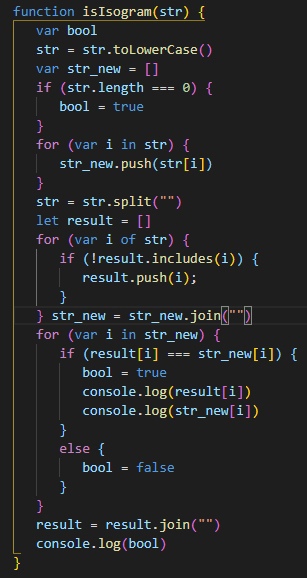 function isIsogram(str) {
var bool
str = str.toLowerCase()
var str_new = []
if (str.length === 0) {
bool = true
}
for (var i in str) {
str_new.push(str[i])
}
str = str.split("")
let result = []
for (var i of str) {
if (!result.includes(i)) {
result.push(i);
}
} str_new = str_new.join("")
for (var i in str_new) {
if (result[i] === str_new[i]) {
bool = true
console.log(result[i])
console.log(str_new[i])
}
else {
bool = false
}
}
result = result.join("")
console.log(bool)
}